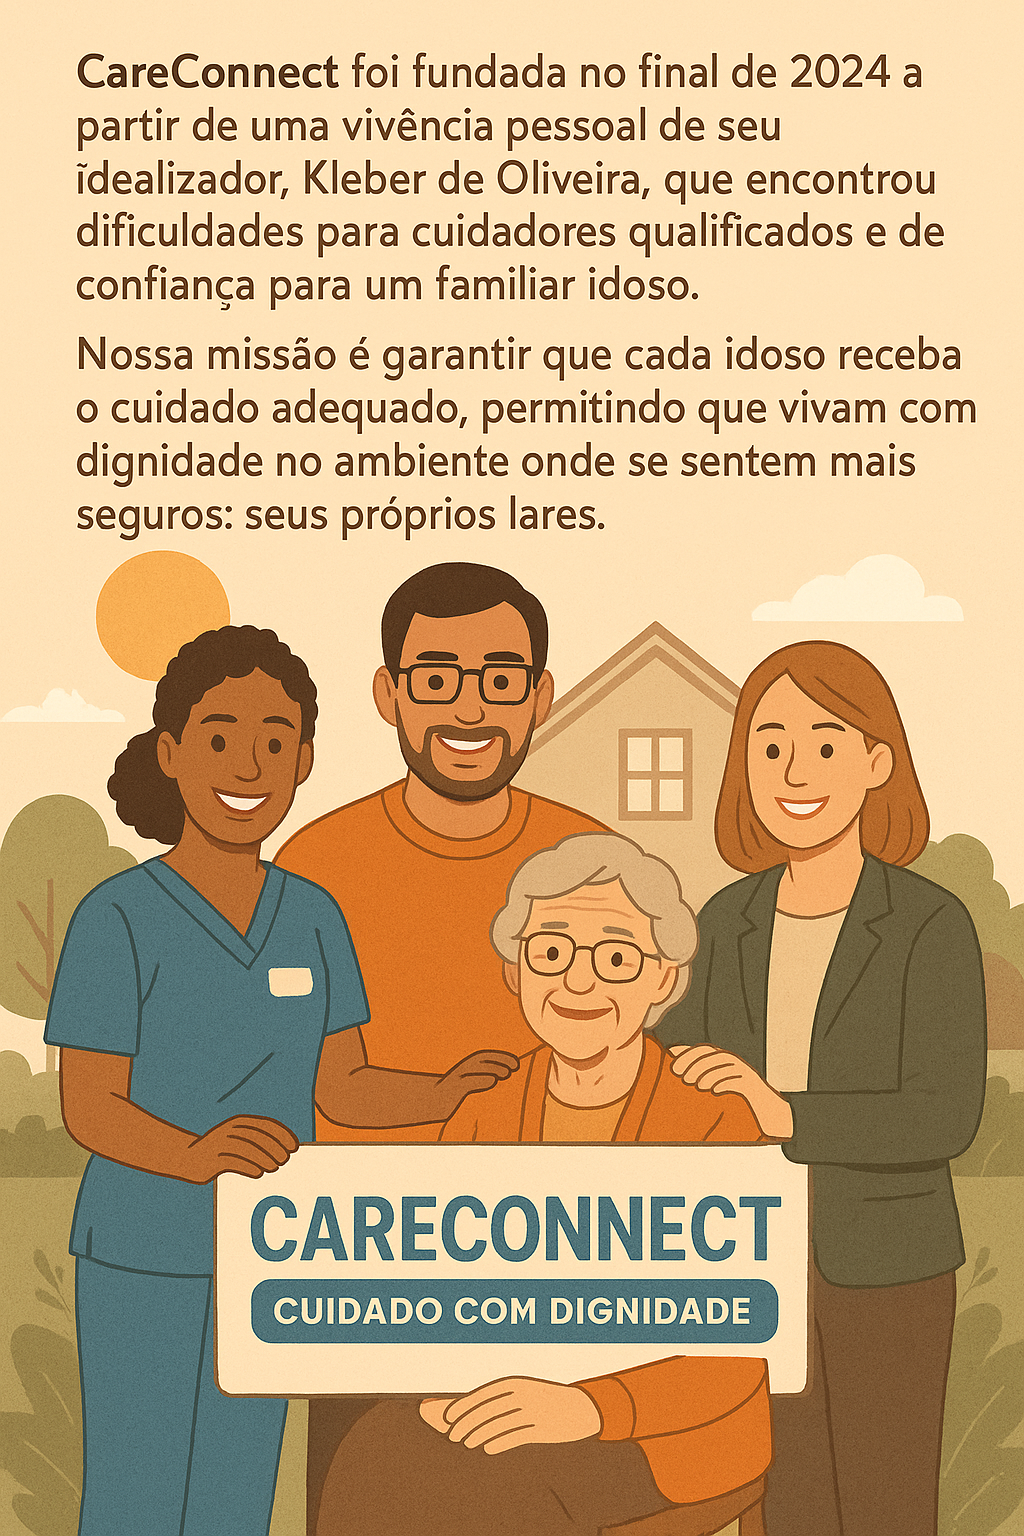 CareConnect foi fundada no final de 2024 a
partir de uma vivência pessoal de seu
ĩdealizador, Kleber de Oliveira, que encontrou
dificuldades para cuidadores qualificados e de
confiança para um familiar idoso.
Nossa missão é garantir que cada idoso receba
o cuidado adequado, permitindo que vivam com
dignidade no ambiente onde se sentem mais
seguros: seus próprios lares.
CARECONNECT
CUIDADO COM DIGNIDADE